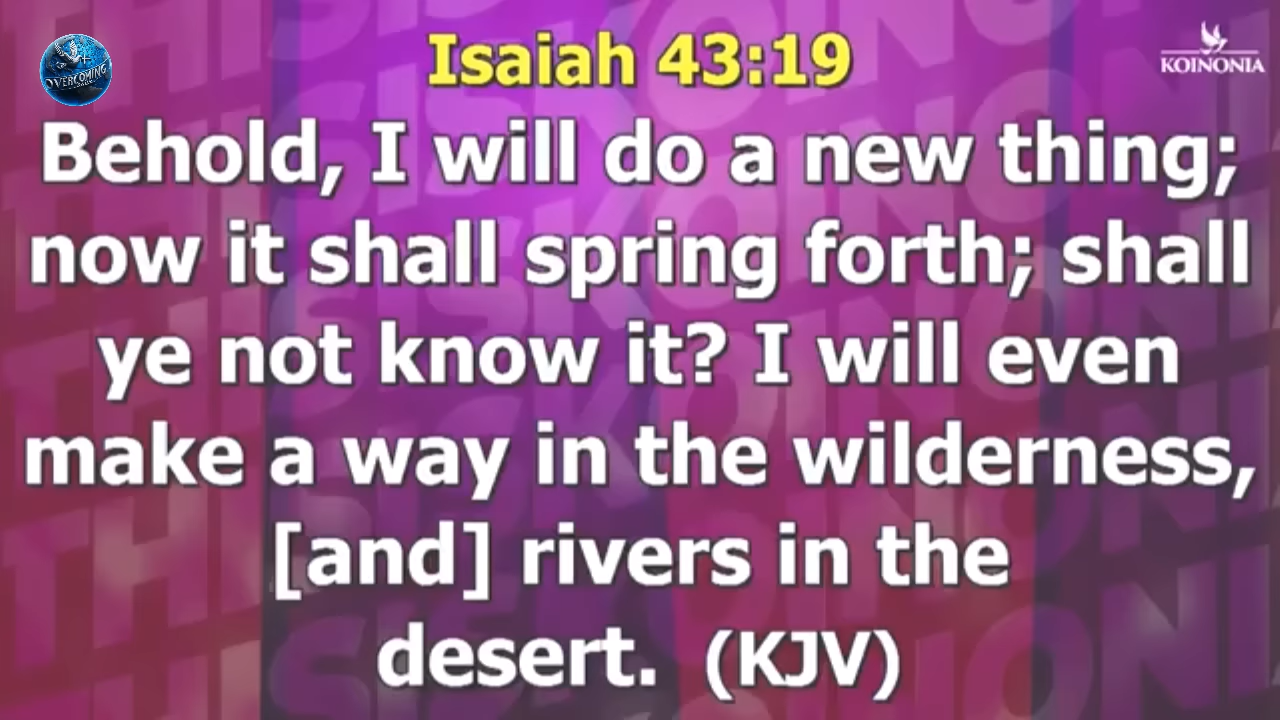 OVERCOMING
KOINONIA
Isaiah 43:19
Behold, I will do a new thing;
now it shall spring forth; shall
ye not know it? I will even
make a way in the wilderness,
[and] rivers in the
desert. (KJV)